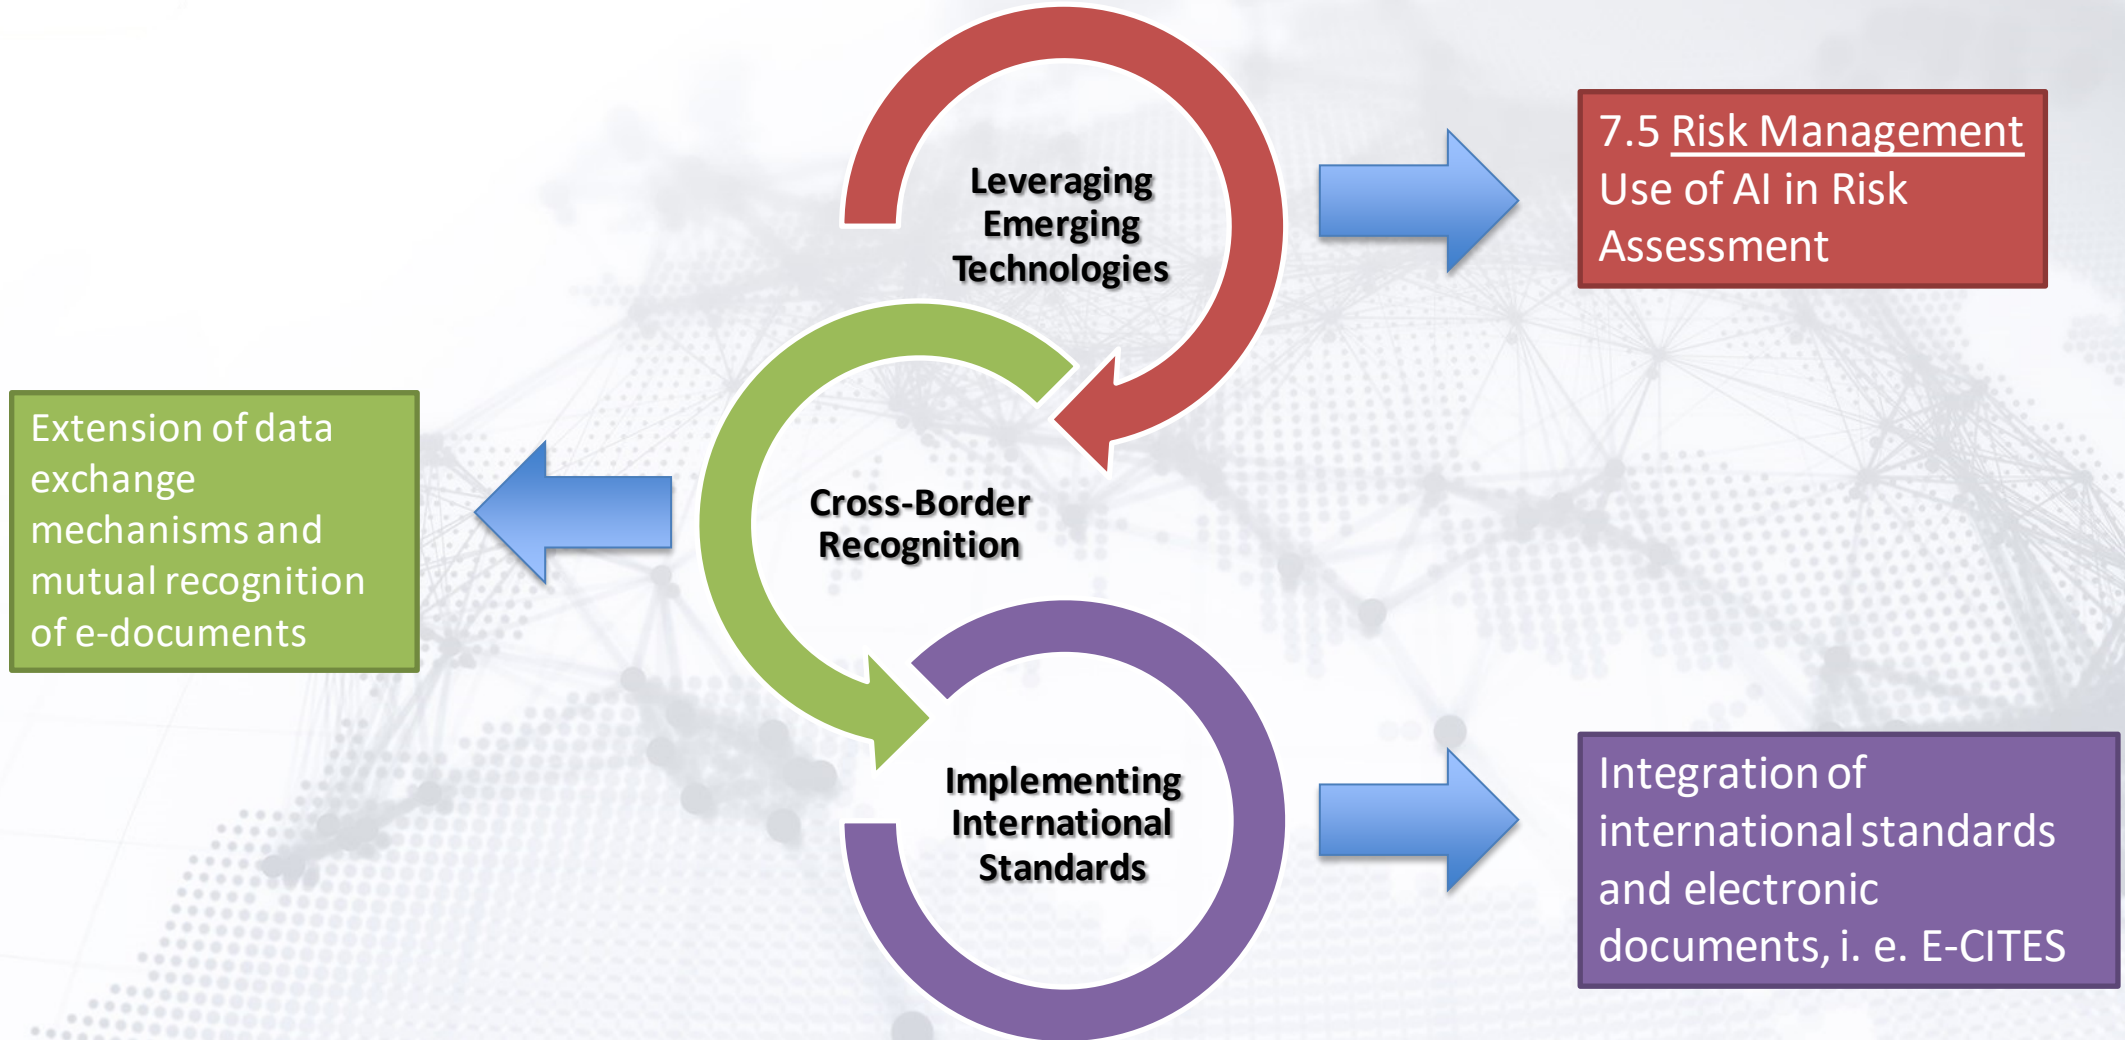 Leveraging
Emerging
Technologies
7.5 Risk Management
Use of AI in Risk
Assessment
Extension of data
exchange
mechanisms and
mutual recognition
of e-documents
Cross-Border
Recognition
Implementing
International
Standards
Integration of
international standards
and electronic
documents, i. e. E-CITES